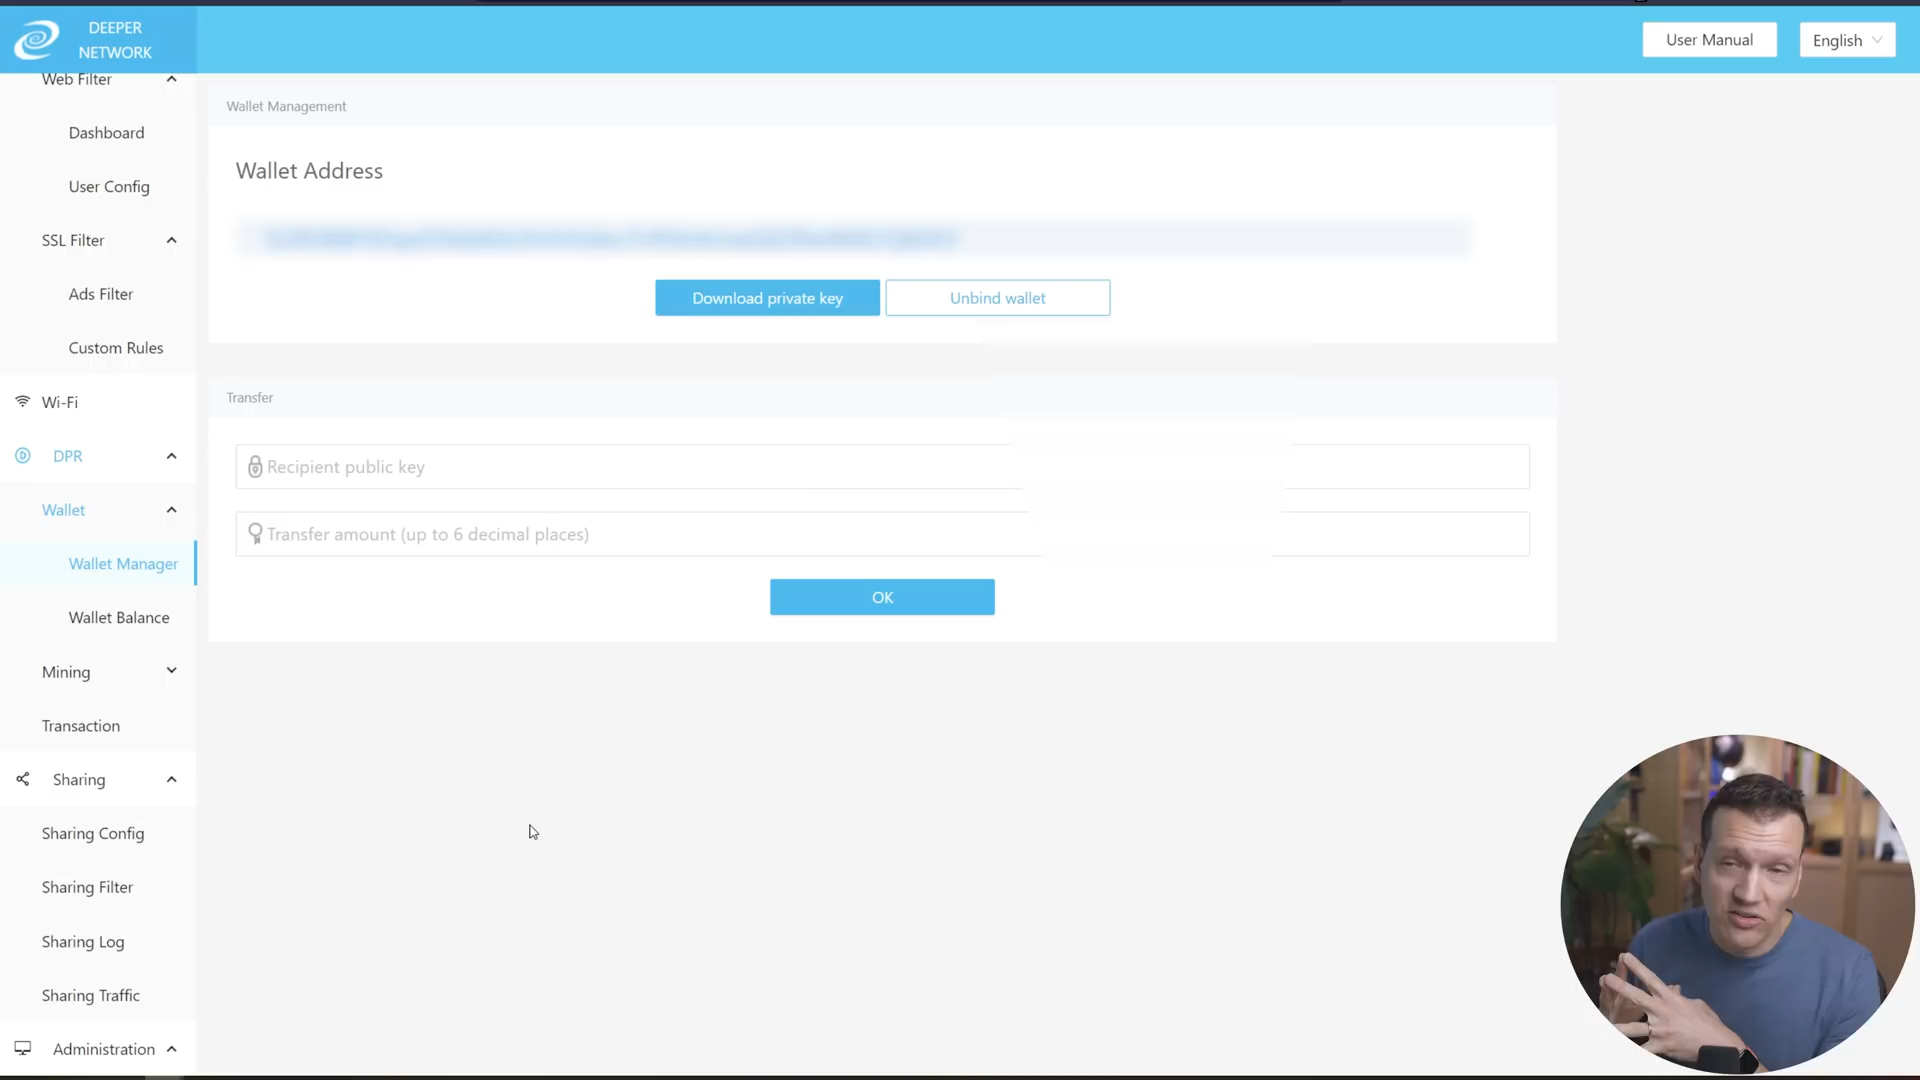 DEEPER
NETWORK
User Manual
English
Web Filter
Dashboard
User Config
SSL Filter
Ads Filter
Custom Rules
Wi-Fi
DPR
Wallet
Wallet Manager
Wallet Balance
Mining
Transaction
Sharing
Sharing Config
Sharing Filter
Sharing Log
Sharing Traffic
Administration
Wallet Management
Wallet Address
Download private key
Unbind wallet
Transfer
Recipient public key
Transfer amount (up to 6 decimal places)
OK